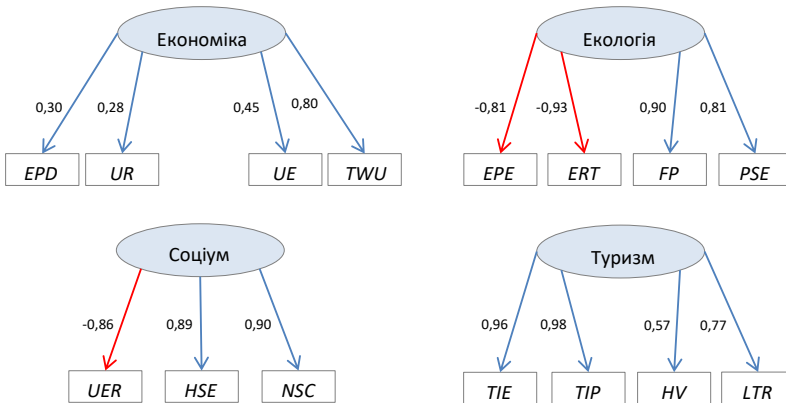 Економіка
Екологія
0,30
0,28
0,45
0,80
-0,81
-0,93
0,90
0,81
EPD
UR
UE
TWU
EPE
ERT
FP
PSE
Соціум
Туризм
-0,86
0,89
0,90
0,96
0,98
0,57
0,77
UER
HSE
NSC
TIE
TIP
HV
LTR